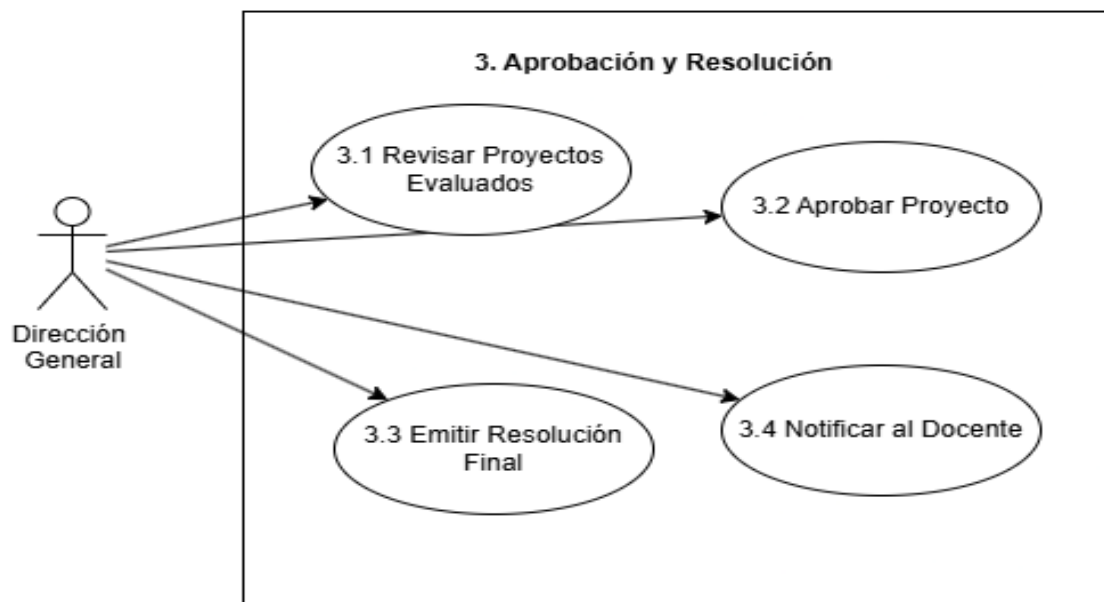 3. Aprobación y Resolución
3.1 Revisar Proyectos
Evaluados
3.2 Aprobar Proyecto
Dirección
General
3.3 Emitir Resolución
Final
3.4 Notificar al Docente